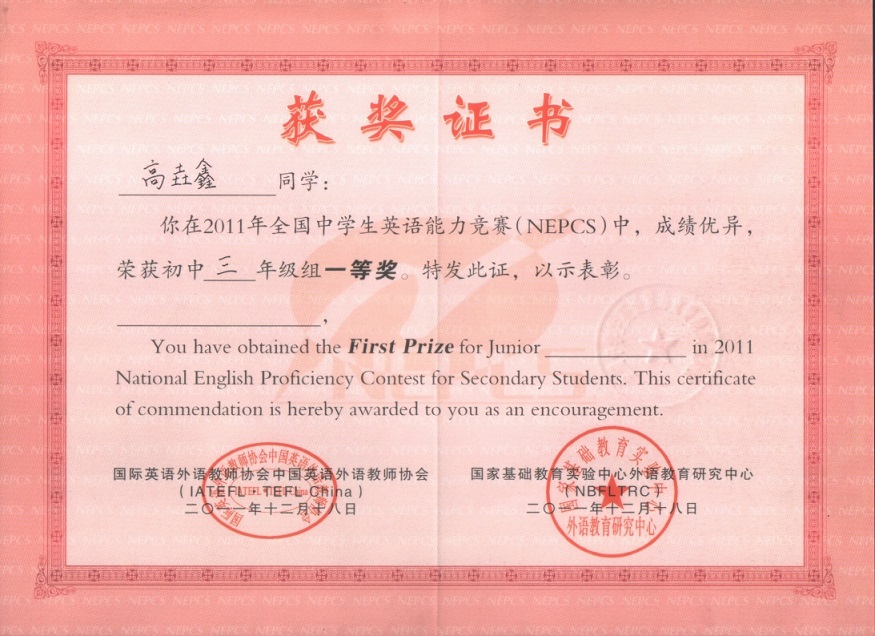 获奖证书
高垚鑫 同学：
你在2011年全国中学生英语能力竞赛(NEPCS)中，成绩优异，
荣获初中 三 年级组一等奖。特发此证，以示表彰。
,
You have obtained the First Prize for Junior in 2011
National English Proficiency Contest for Secondary Students. This certificate
of commendation is hereby awarded to you as an encouragement.
国际英语外语教师协会中国英语外语教师协会
(IATEFL·TEFL China)
二〇一一年十二月十八日
国家基础教育实验中心外语教育研究中心
(NBFLTRC)
二〇一一年十二月十八日
外语教育研究中心
NEPCS